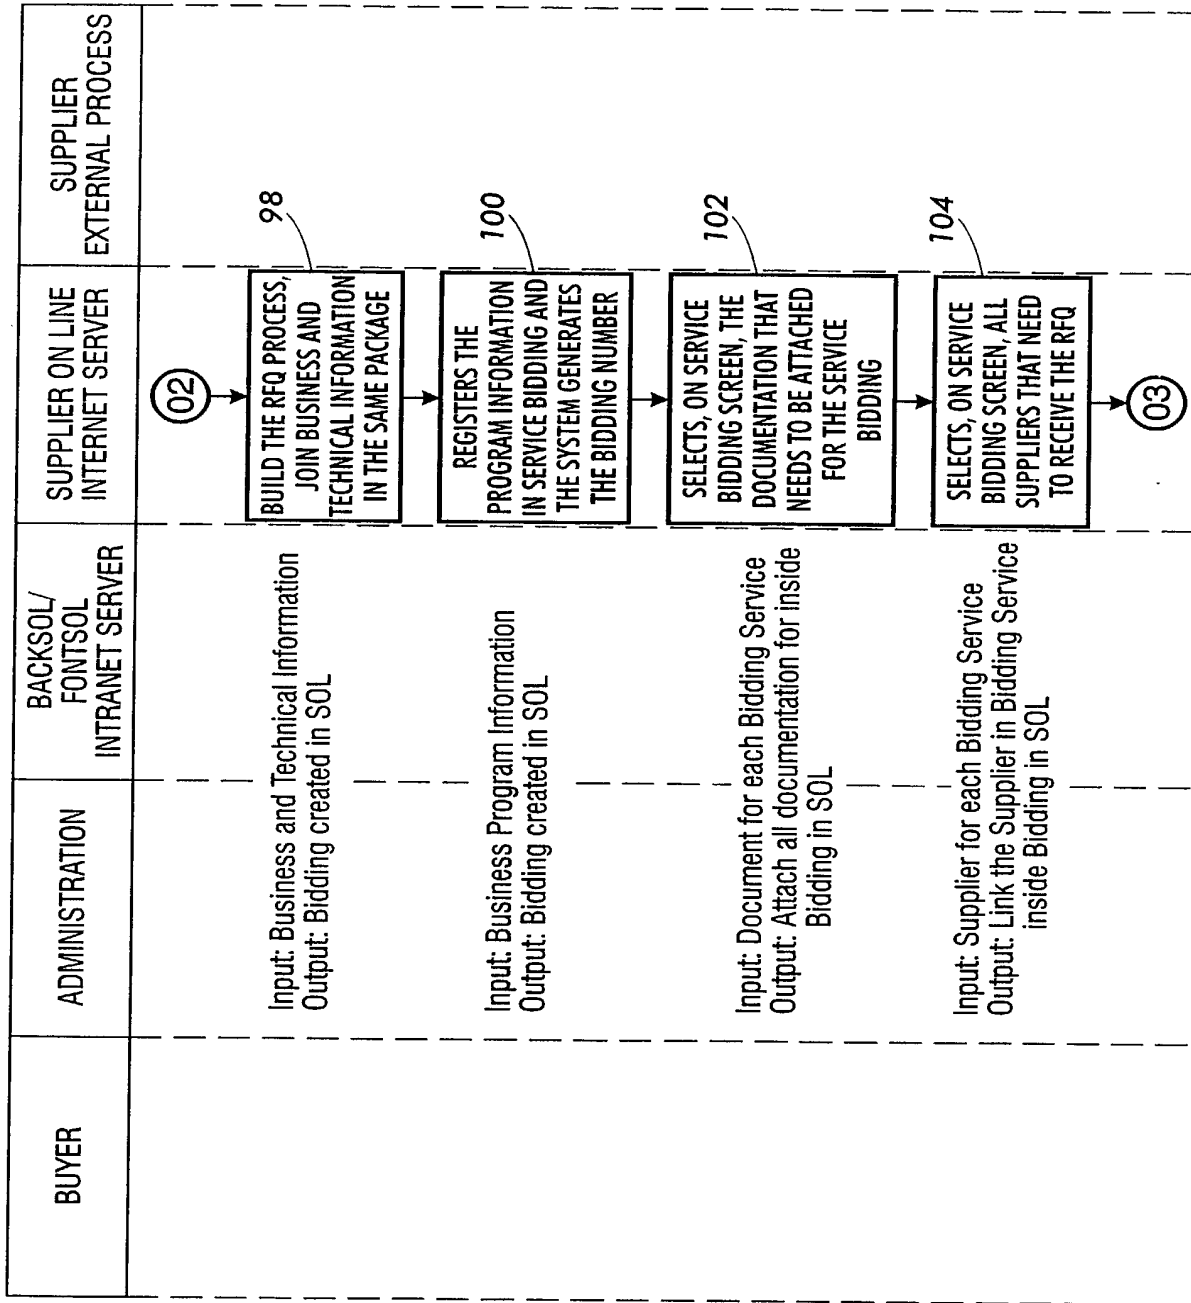 BUYER
ADMINISTRATION
BACKSOL/
FONTSOL
INTRANET SERVER
SUPPLIER ON LINE
INTERNET SERVER
SUPPLIER
EXTERNAL PROCESS
02
98
BUILD THE RFQ PROCESS,
JOIN BUSINESS AND
TECHNICAL INFORMATION
IN THE SAME PACKAGE
Input: Business and Technical Information
Output: Bidding created in SOL
100
REGISTERS THE
PROGRAM INFORMATION
IN SERVICE BIDDING AND
THE SYSTEM GENERATES
THE BIDDING NUMBER
Input: Business Program Information
Output: Bidding created in SOL
102
SELECTS, ON SERVICE
BIDDING SCREEN, THE
DOCUMENTATION THAT
NEEDS TO BE ATTACHED
FOR THE SERVICE
BIDDING
Input: Document for each Bidding Service
Output: Attach all documentation for inside
Bidding in SOL
104
SELECTS, ON SERVICE
BIDDING SCREEN, ALL
SUPPLIERS THAT NEED
TO RECEIVE THE RFQ
Input: Supplier for each Bidding Service
Output: Link the Supplier in Bidding Service
inside Bidding in SOL
03